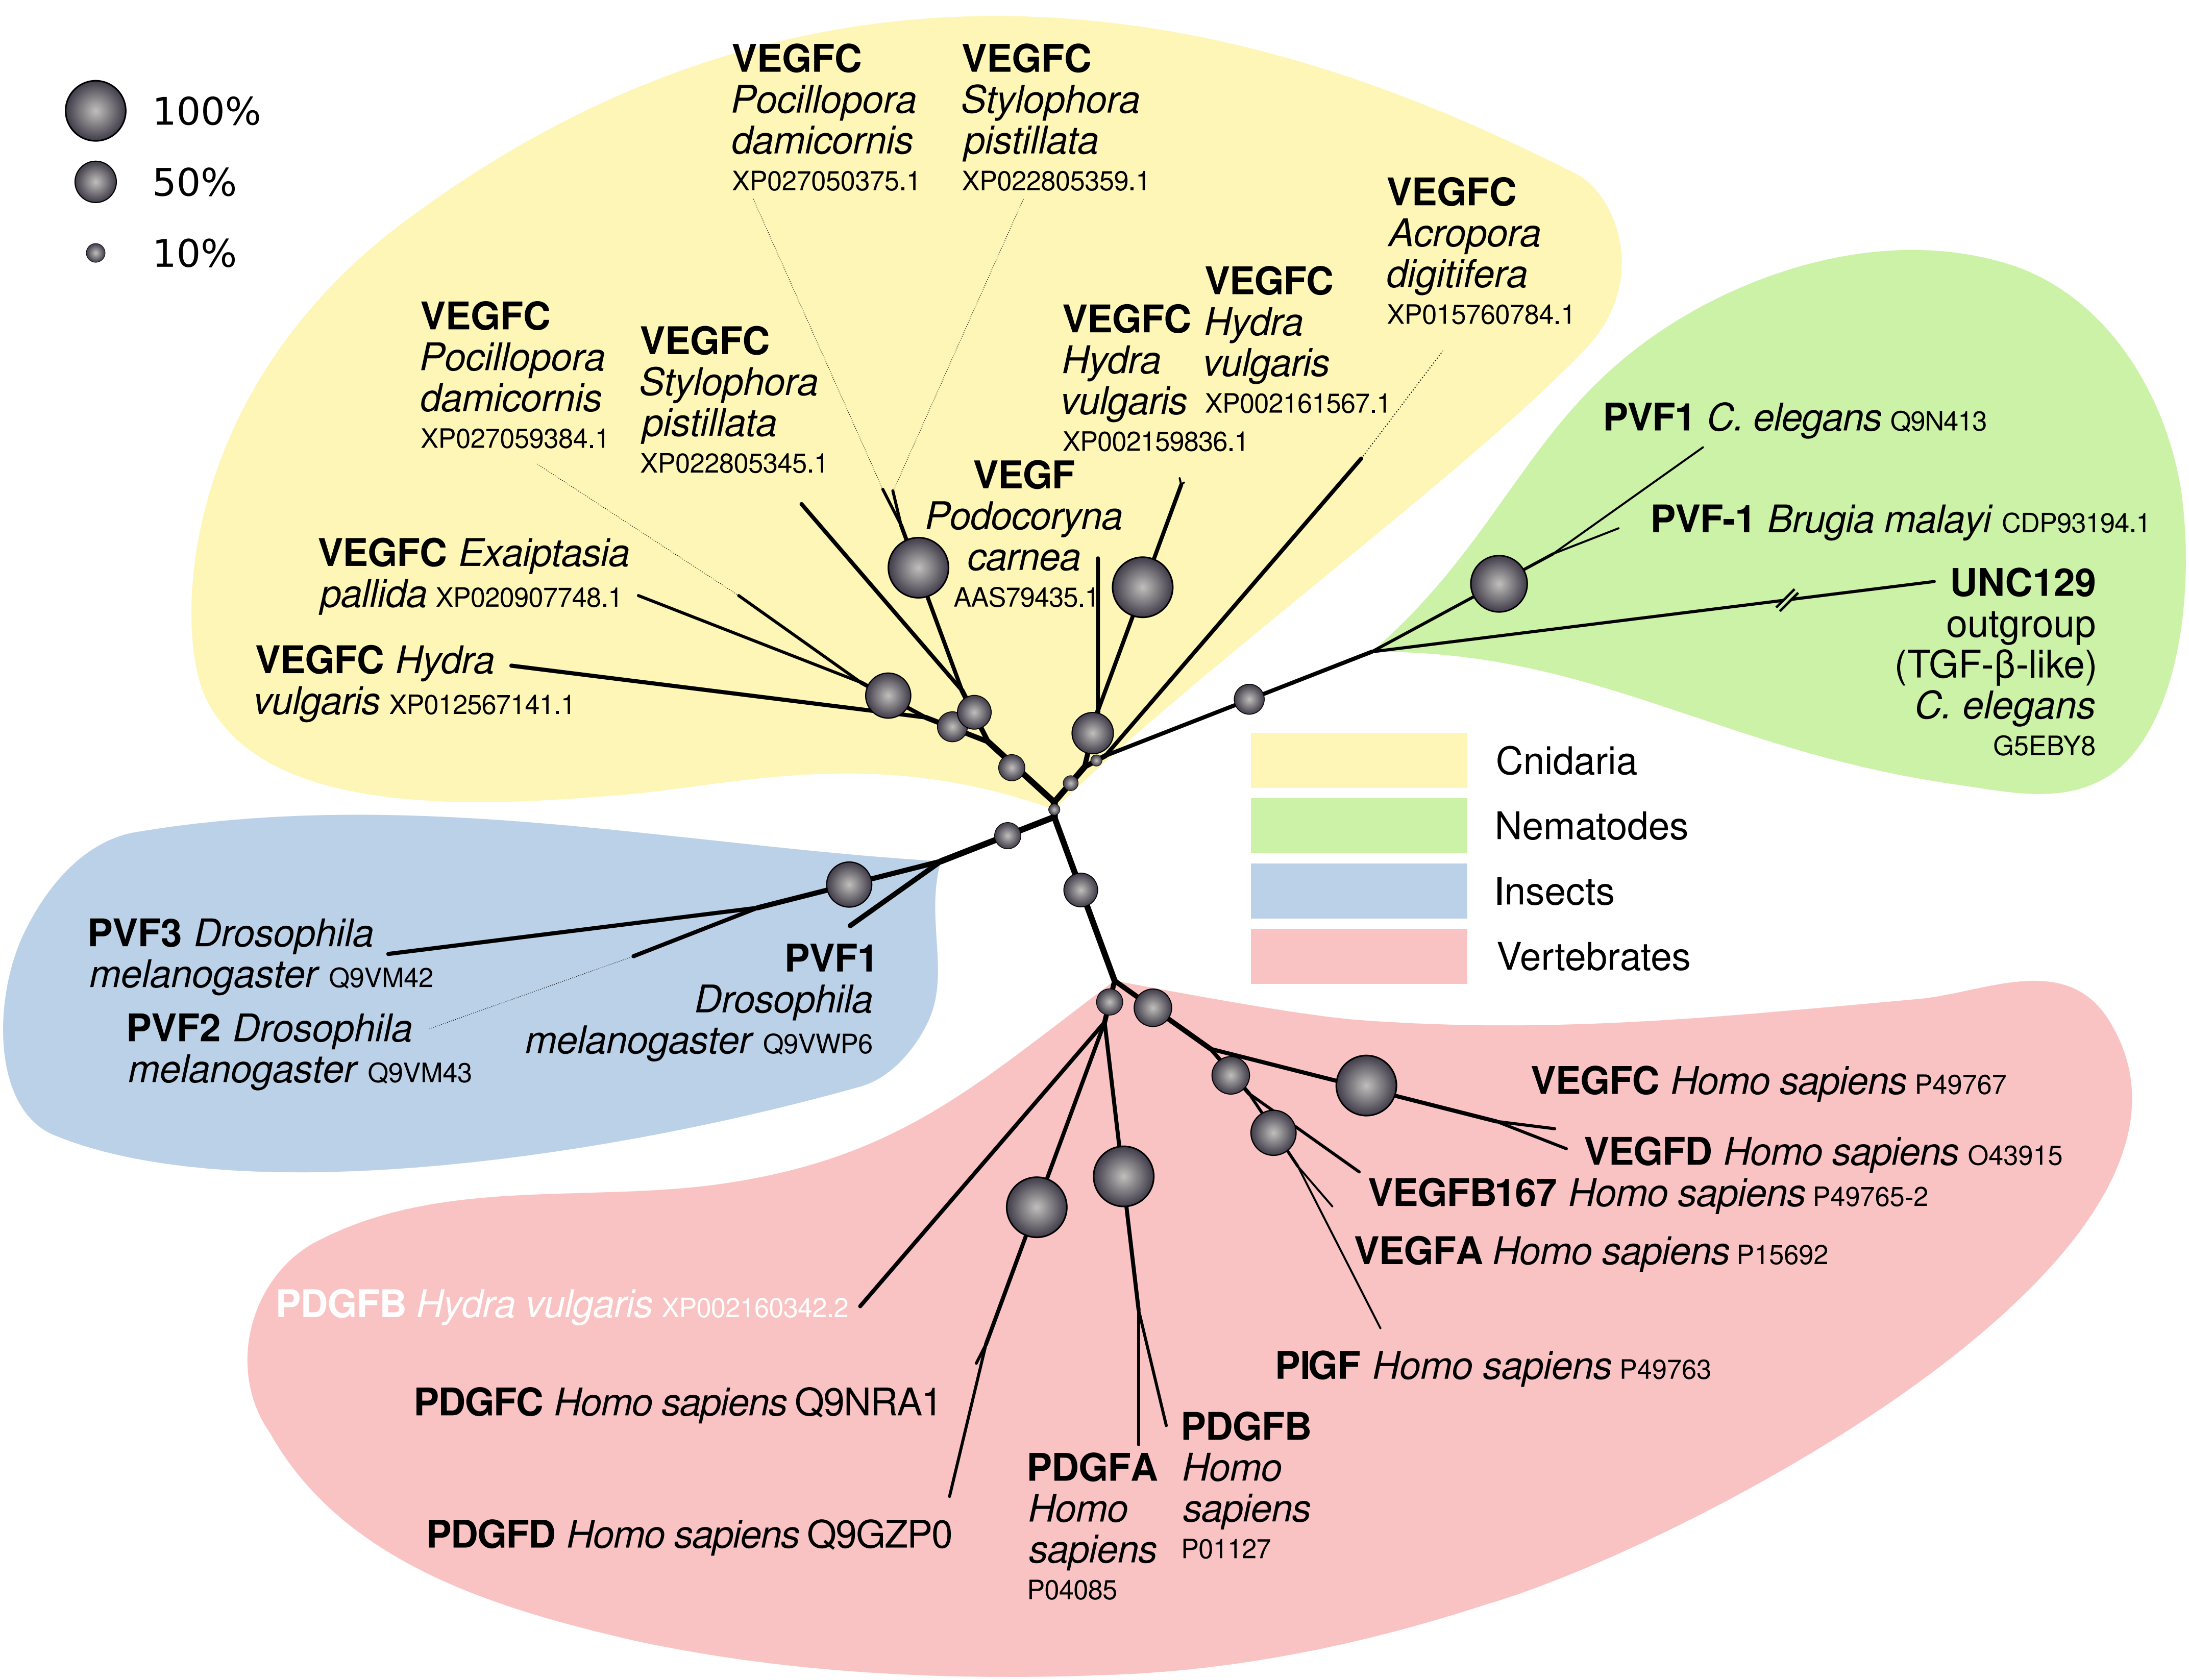 100%
50%
10%
VEGFC
Pocillopora
damicornis
XP027050375.1
VEGFC
Stylophora
pistillata
XP022805359.1
VEGFC
Acropora
digitifera
XP015760784.1
VEGFC
Hydra
vulgaris
XP002161567.1
VEGFC
Hydra
vulgaris
XP002159836.1
VEGFC
Pocillopora
damicornis
XP027059384.1
VEGFC
Stylophora
pistillata
XP022805345.1
VEGF
Podocoryna
carnea
AAS79435.1
VEGFC Exaiptasia
pallida XP020907748.1
VEGFC Hydra
vulgaris XP012567141.1
PVF1 C. elegans Q9N413
PVF-1 Brugia malayi CDP93194.1
UNC129
outgroup
(TGF-β-like)
C. elegans
G5EBY8
Cnidaria
Nematodes
Insects
Vertebrates
PVF3 Drosophila
melanogaster Q9VM42
PVF2 Drosophila
melanogaster Q9VM43
PVF1
Drosophila
melanogaster Q9VWP6
VEGFC Homo sapiens P49767
VEGFD Homo sapiens O43915
VEGFB167 Homo sapiens P49765-2
VEGFA Homo sapiens P15692
PlGF Homo sapiens P49763
PDGFB Hydra vulgaris XP002160342.2
PDGFC Homo sapiens Q9NRA1
PDGFD Homo sapiens Q9GZP0
PDGFA
Homo
sapiens
P04085
PDGFB
Homo
sapiens
P01127